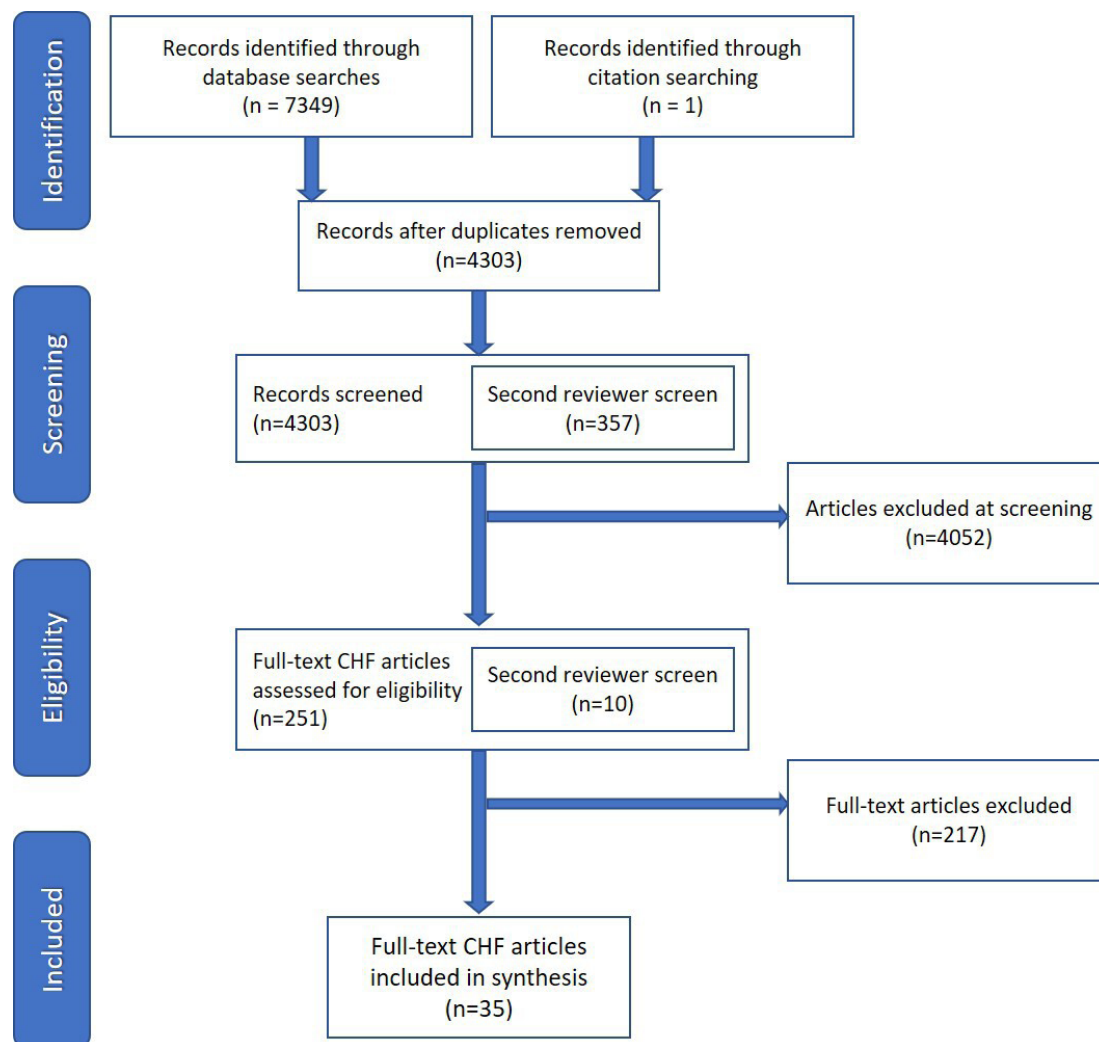 Identification
Records identified through
database searches
(n = 7349)
Records identified through
citation searching
(n = 1)
Records after duplicates removed
(n=4303)
Screening
Records screened
(n=4303)
Second reviewer screen
(n=357)
Articles excluded at screening
(n=4052)
Eligibility
Full-text CHF articles
assessed for eligibility
(n=251)
Second reviewer screen
(n=10)
Full-text articles excluded
(n=217)
Included
Full-text CHF articles
included in synthesis
(n=35)